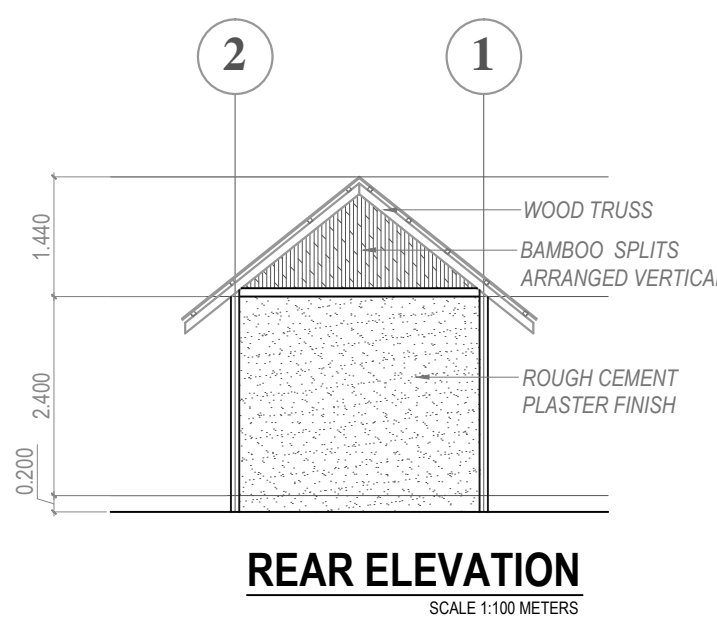 2 1
1.440
2.400
0.200
WOOD TRUSS
BAMBOO SPLITS
ARRANGED
ROUGH CEMENT
PLASTER FINISH
REAR ELEVATION
SCALE 1:100 METERS